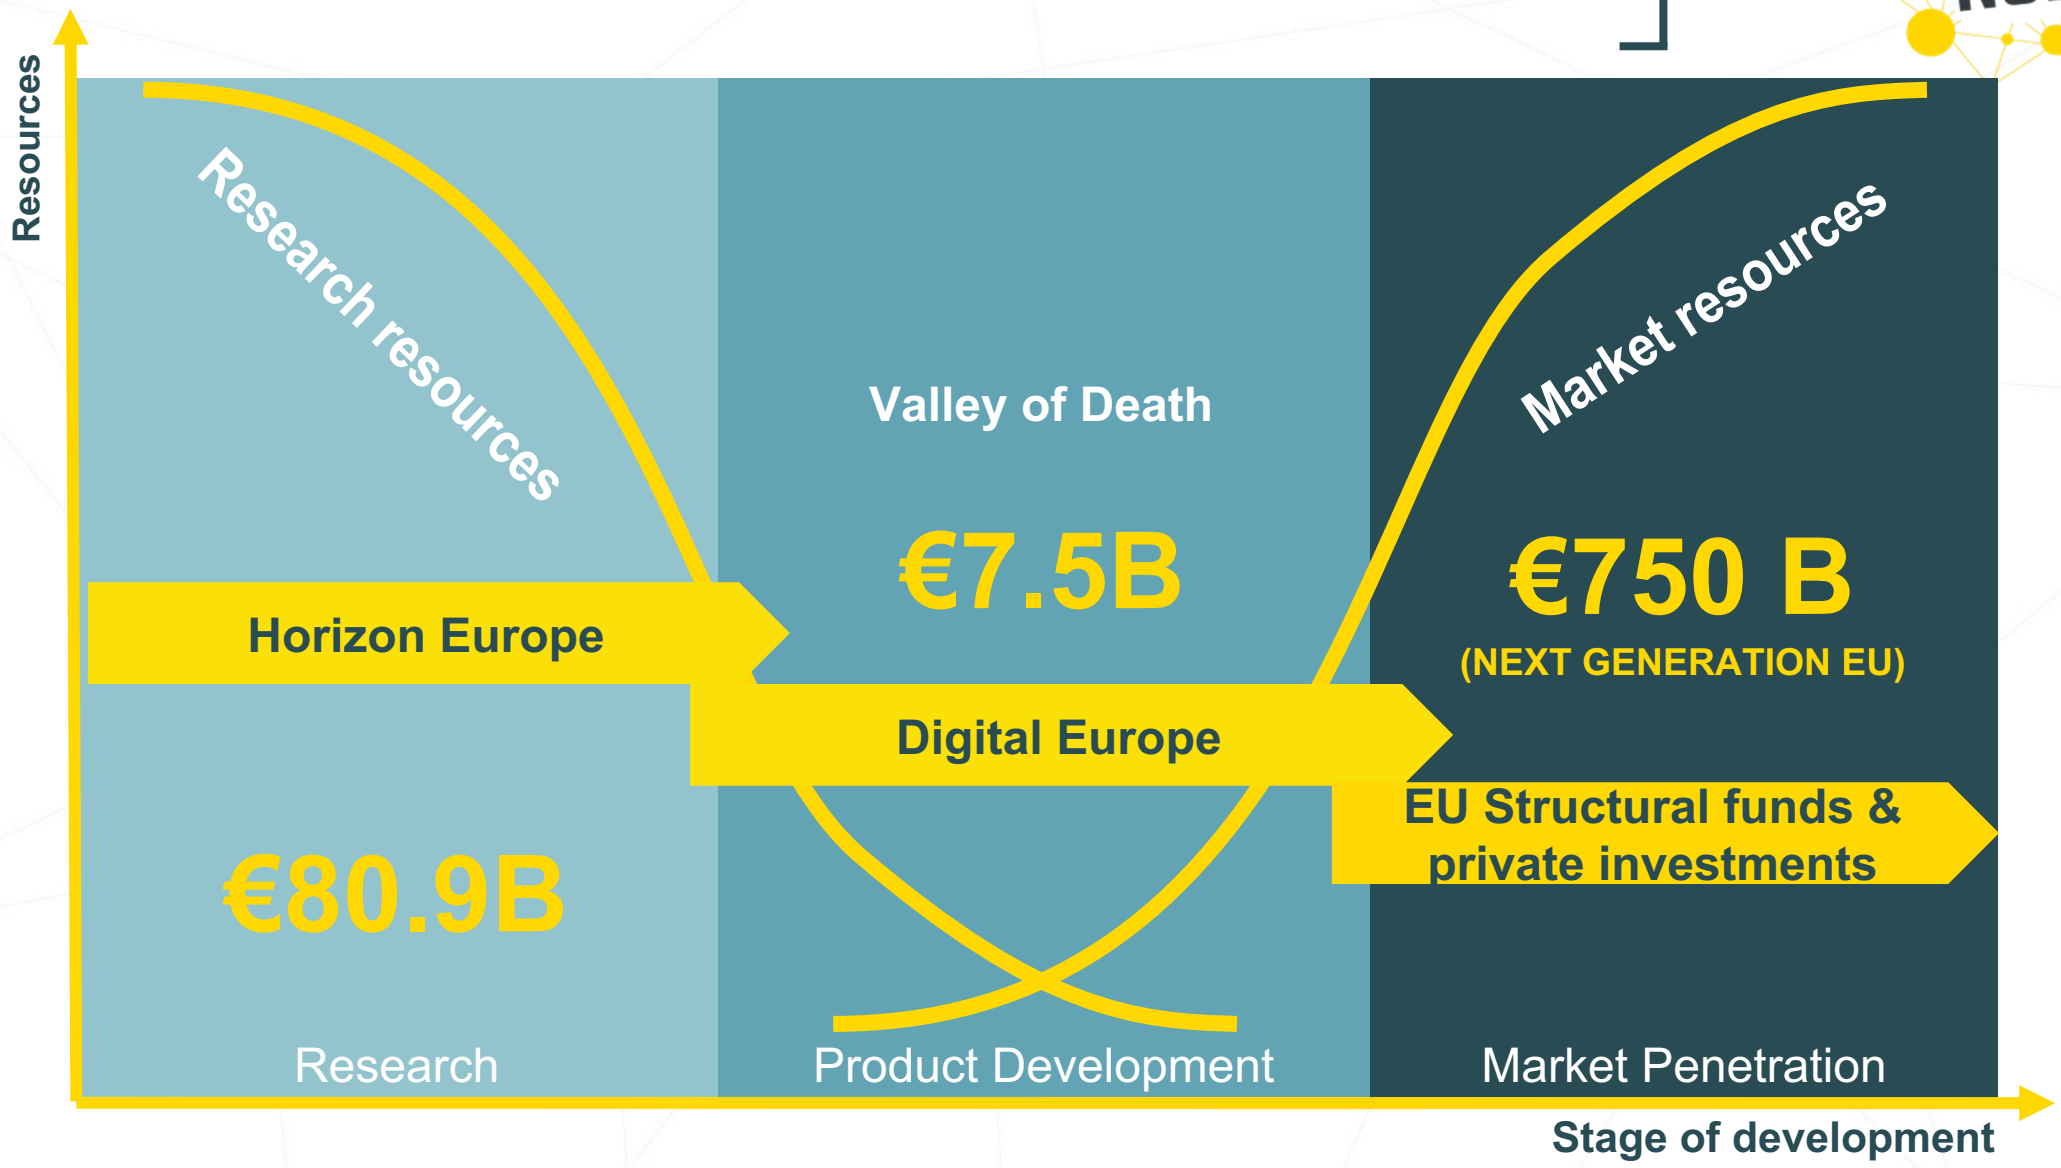 Resources
Research resources
Market resources
Valley of Death
€7.5B
€750 B
(NEXT GENERATION EU)
Horizon Europe
Digital Europe
EU Structural funds &
private investments
€80.9B
Research
Product Development
Market Penetration
Stage of development